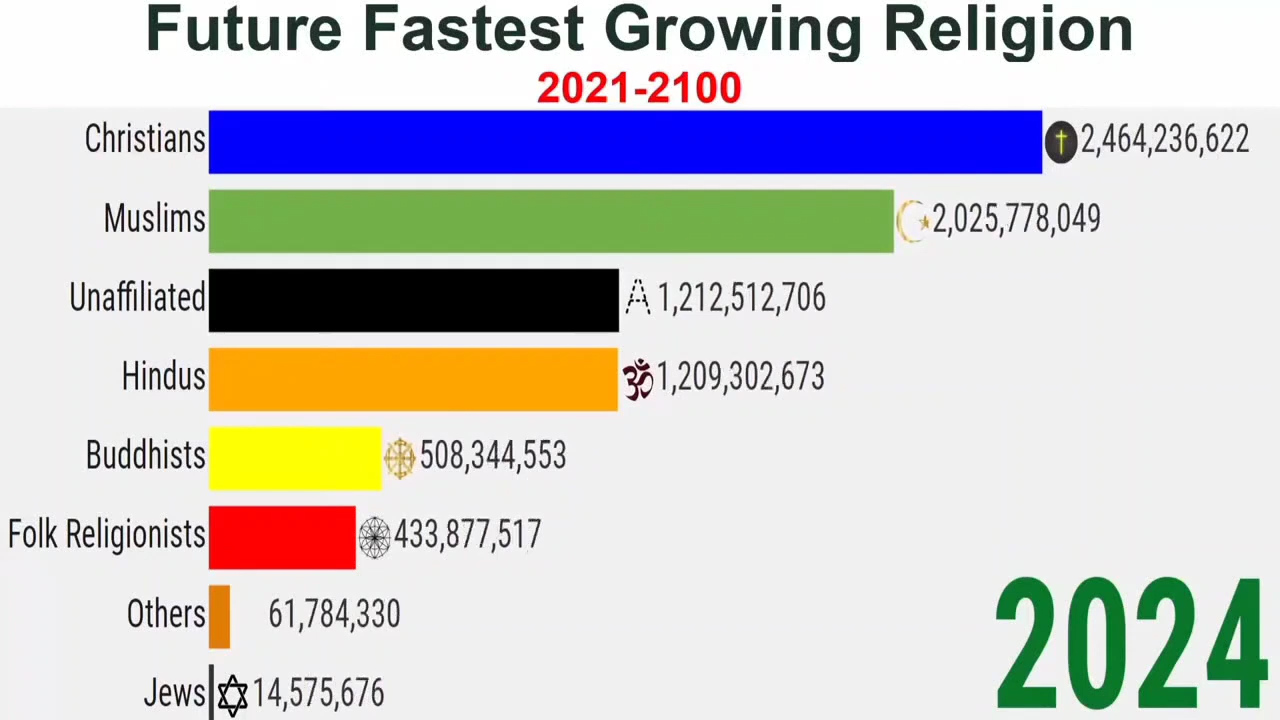 Future Fastest Growing Religion
2021-2100
Christians 2,464,236,622
Muslims 2,025,778,049
Unaffiliated A 1,212,512,706
Hindus ॐ 1,209,302,673
Buddhists 508,344,553
Folk Religionists 433,877,517
Others 61,784,330
Jews 14,575,676
2024